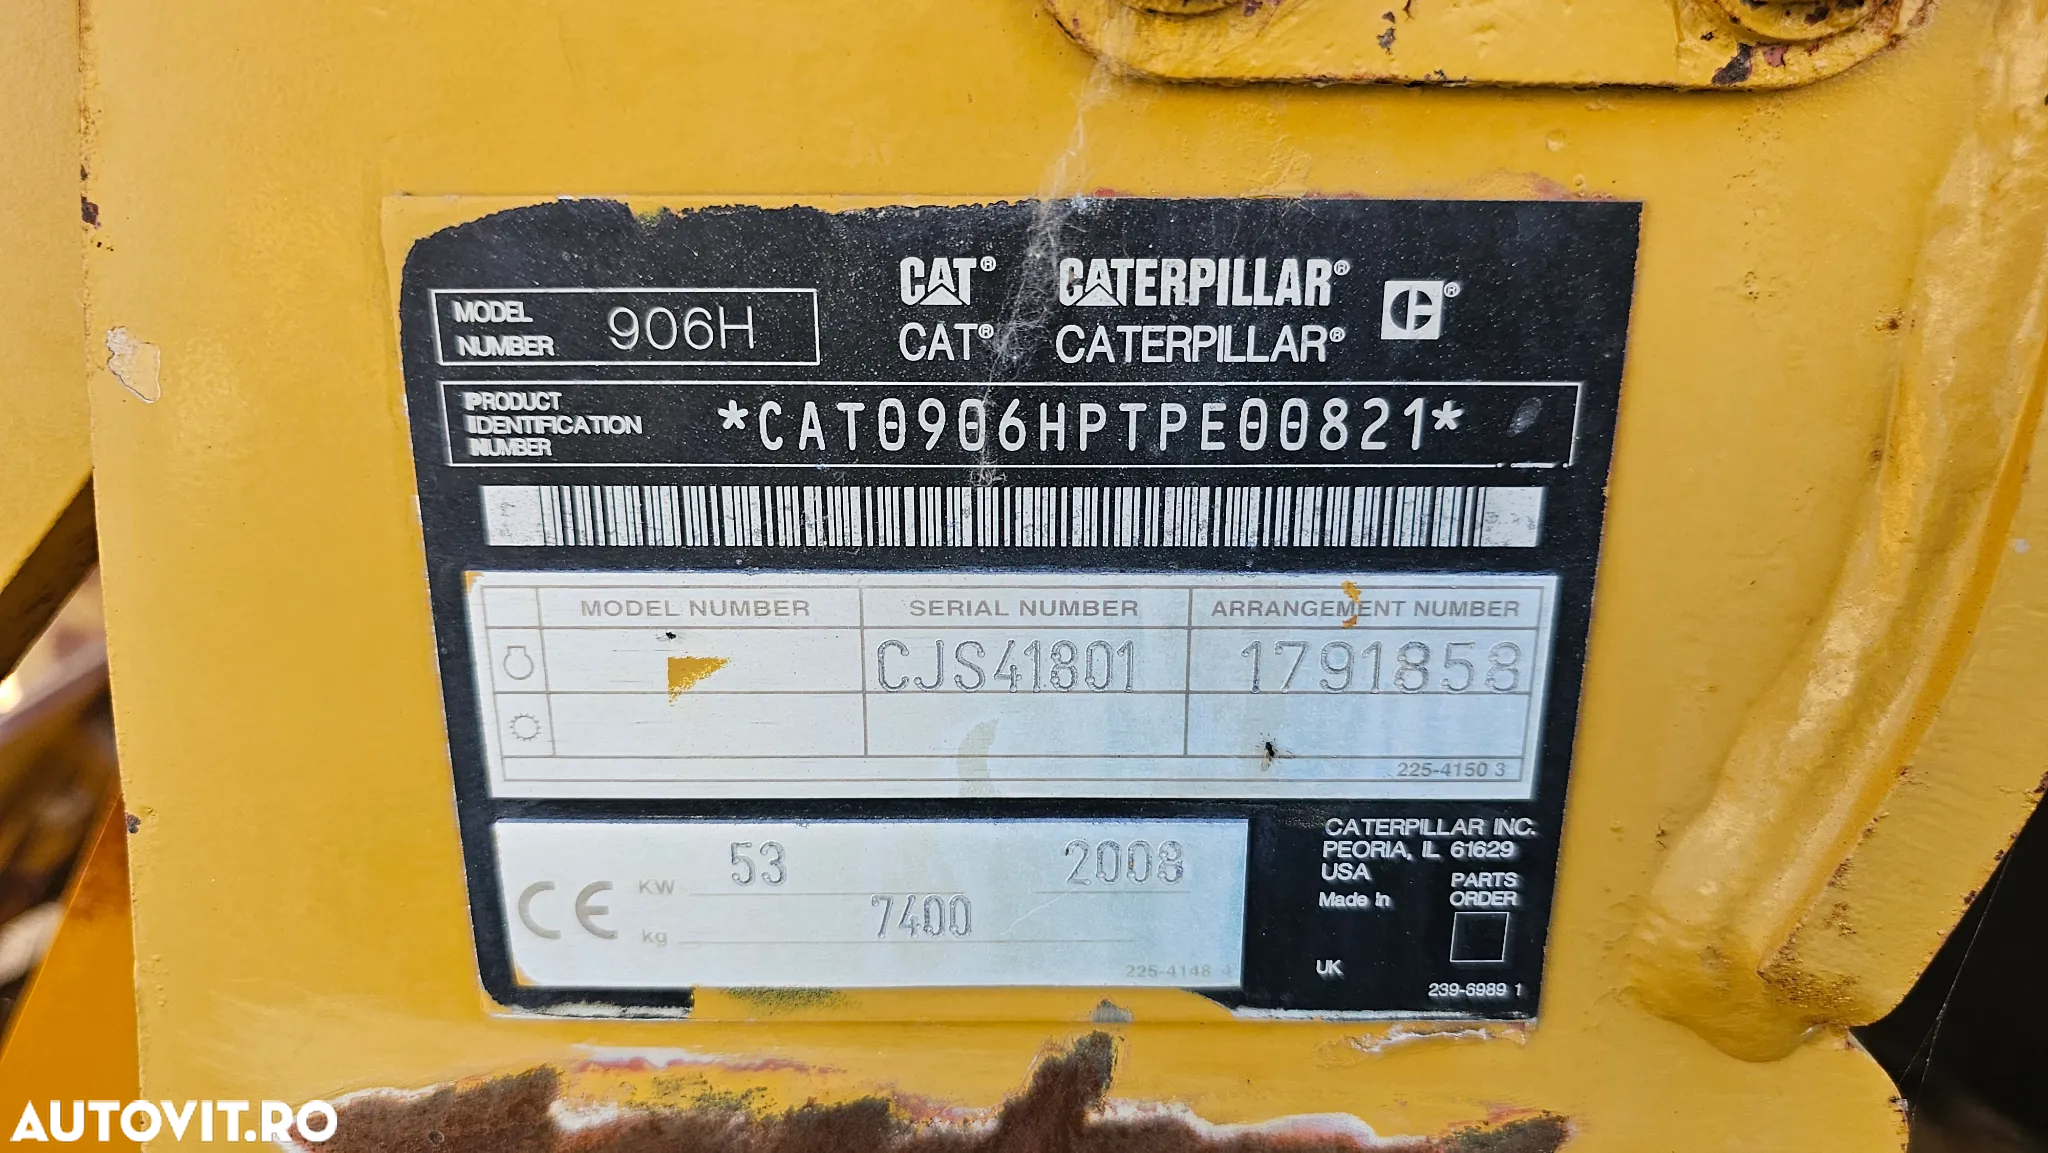 CAT® CATERPILLAR®
MODEL NUMBER 906H
CAT® CATERPILLAR®
PRODUCT IDENTIFICATION NUMBER *CAT0906HPTPE00821*
MODEL NUMBER SERIAL NUMBER ARRANGEMENT NUMBER
CJS41801 1791858
225-4150 3
CE KW 53 2008
kg 7400
225-4148 4
CATERPILLAR INC.
PEORIA, IL 61629
USA
Made in
UK
PARTS
ORDER
239-6989 1
AUTOVIT.RO